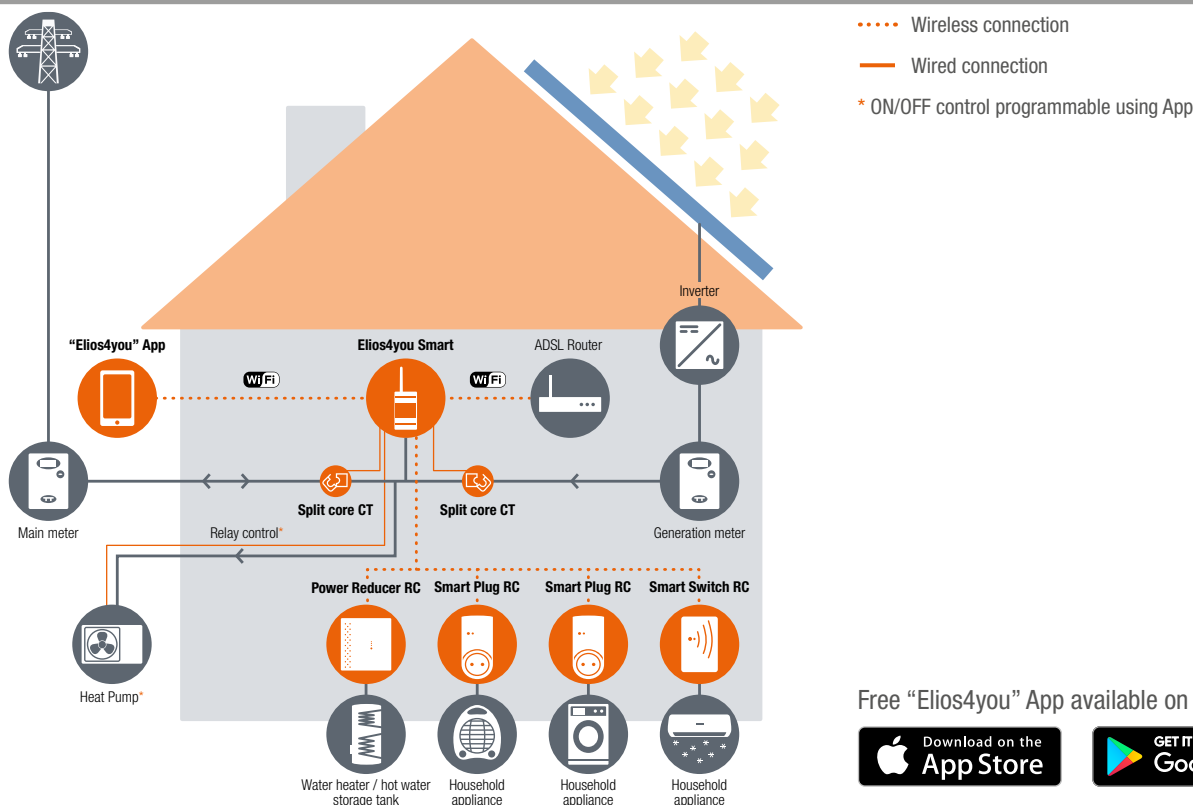 Wireless connection
Wired connection
* ON/OFF control programmable using App
Inverter
"Elios4you" App
Elios4you Smart
ADSL Router
WiFi
WiFi
Split core CT
Split core CT
Main meter
Relay control*
Generation meter
Power Reducer RC
Smart Plug RC
Smart Plug RC
Smart Switch RC
Heat Pump*
Water heater / hot water
storage tank
Household
appliance
Household
appliance
Household
appliance
Free “Elios4you” App available on
Download on the
App Store
GET IT